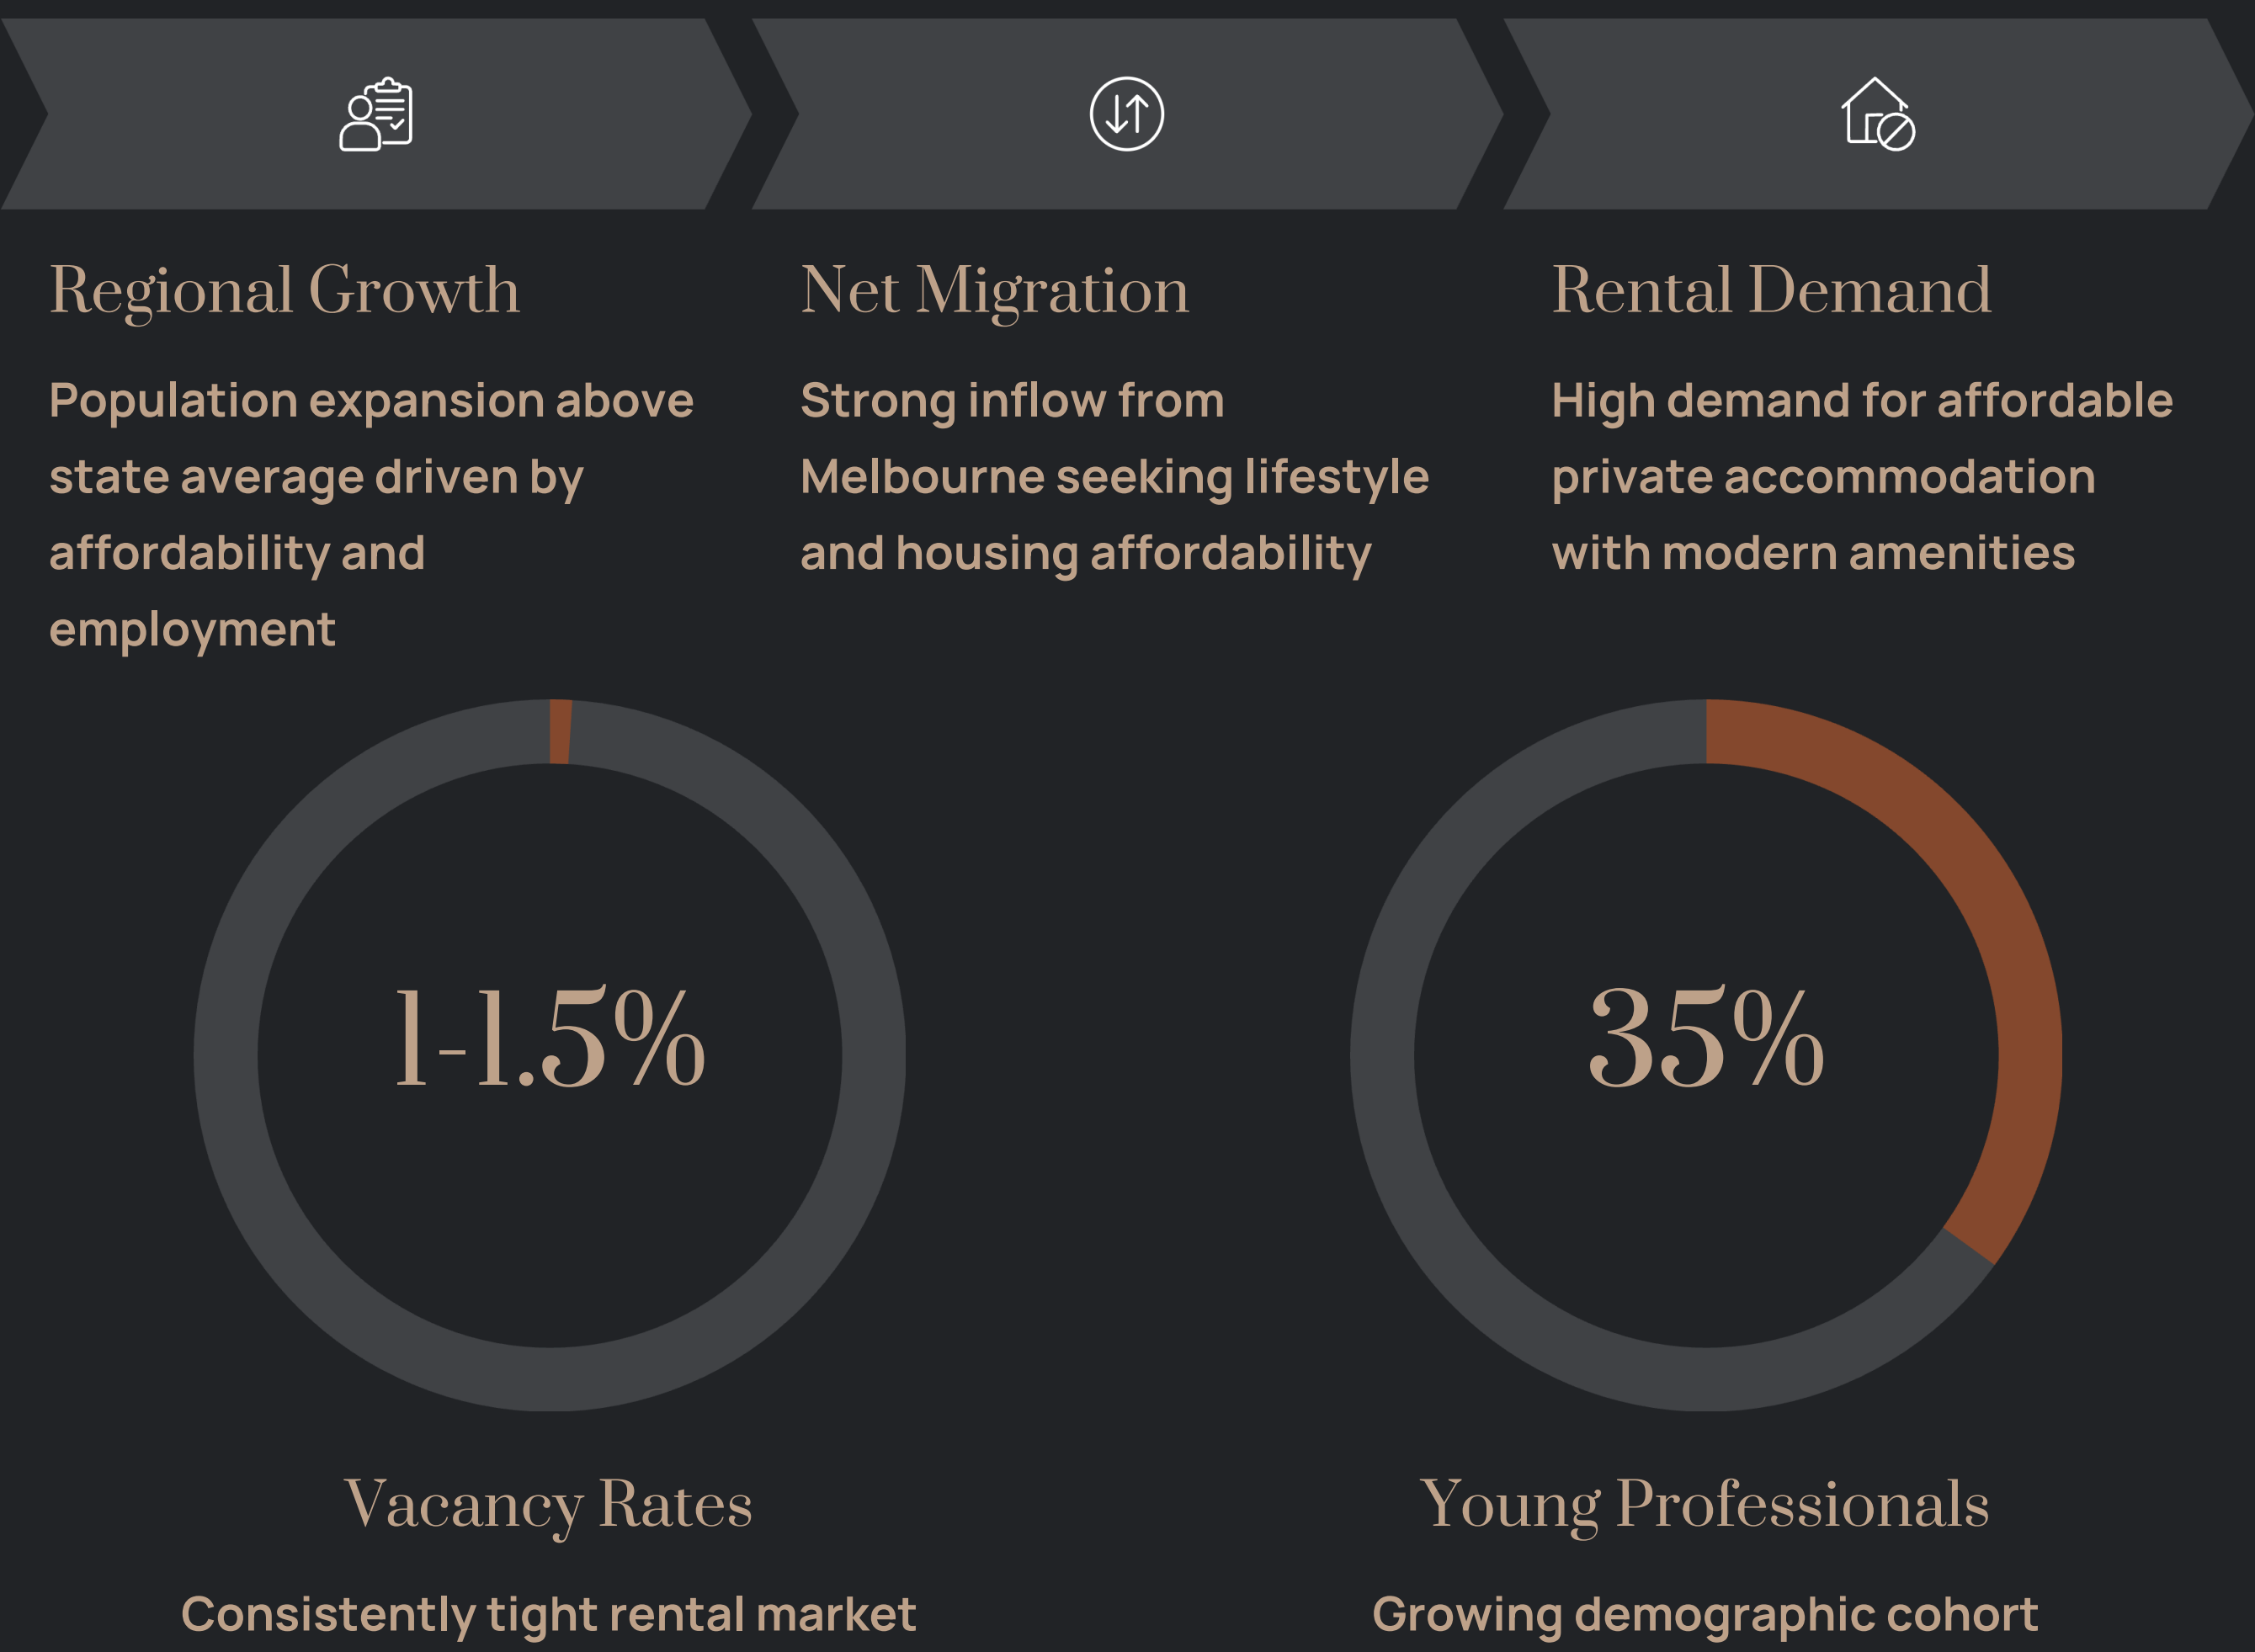 Regional Growth
Population expansion above
state average driven by
affordability and
employment
Net Migration
Strong inflow from
Melbourne seeking lifestyle
and housing affordability
Rental Demand
High demand for affordable
private accommodation
with modern amenities
1-1.5%
Vacancy Rates
Consistently tight rental market
35%
Young Professionals
Growing demographic cohort